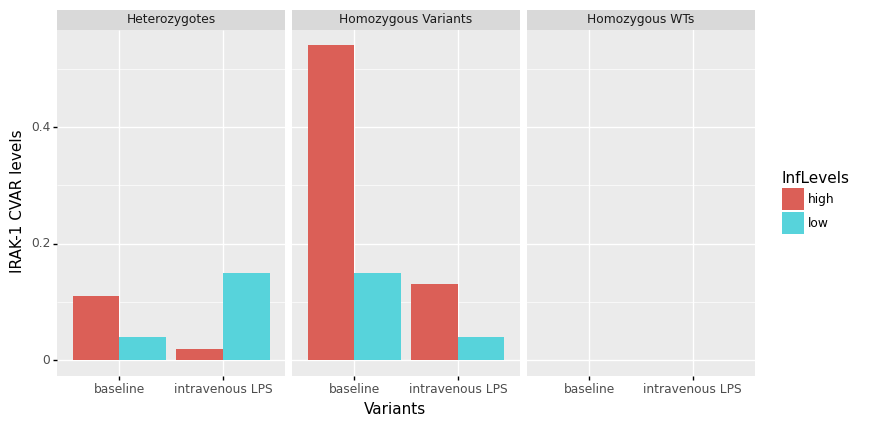 Heterozygotes
Homozygous Variants
Homozygous WTs
IRAK-1 CVAR levels
0.4
0.2
0
baseline
intravenous LPS
baseline
intravenous LPS
baseline
intravenous LPS
Variants
InfLevels
high
low